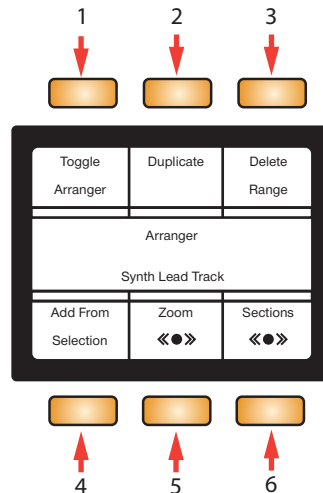 1 2 3
Toggle Duplicate Delete
Arranger Range
Arranger
Synth Lead Track
Add From Zoom Sections
Selection «●» «●»
4 5 6